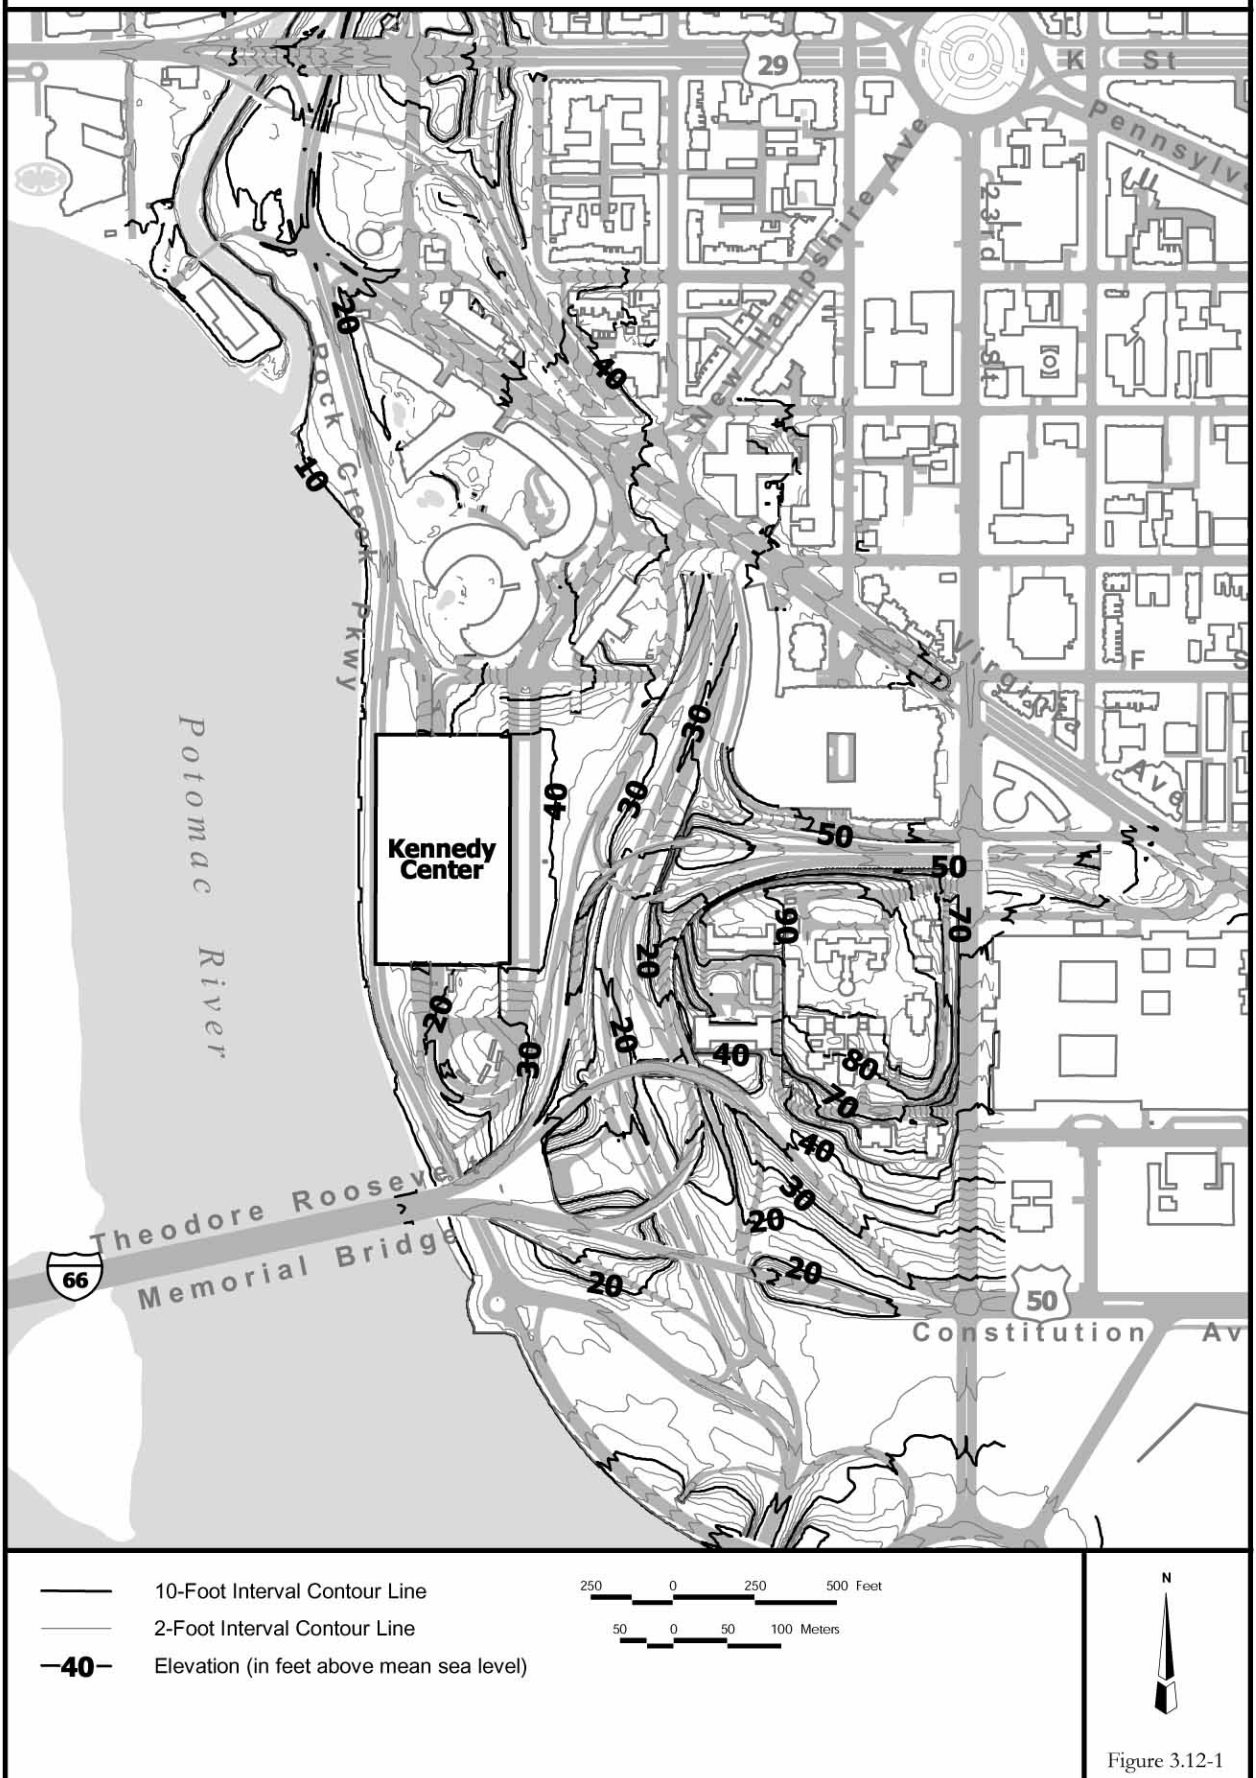 29
K St
Pennsylv
New Hampshire Ave
23rd St
20
40
Rock Creek Pkwy
10
Virginia Ave
F S
30
30
40
50
50
Kennedy
Center
Potomac River
90
70
20
20
20
30
40
80
70
40
30
20
20
20
Theodore Roosevelt
Memorial Bridge
66
50
Constitution Av
10-Foot Interval Contour Line
2-Foot Interval Contour Line
40 Elevation (in feet above mean sea level)
250 0 250 500 Feet
50 0 50 100 Meters
N
Figure 3.12-1